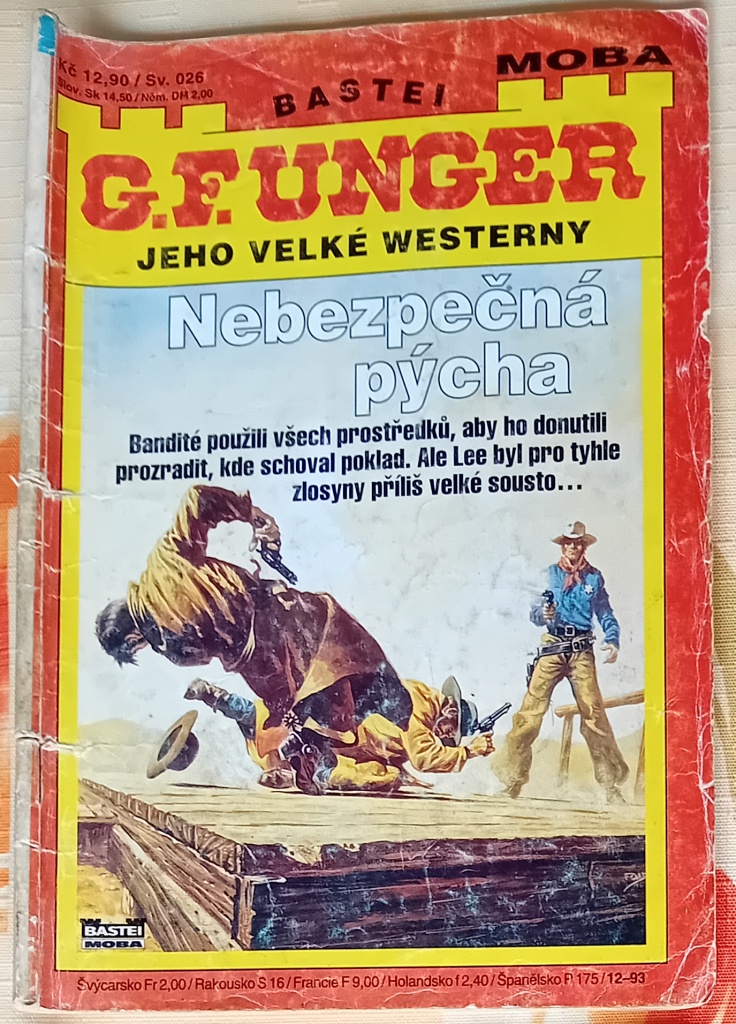 Kč 12,90 / Sv. 026
Slov. Sk 14,50 / Něm. DM 2,00
BASTEI
MOBA
G.F. UNGER
JEHO VELKÉ WESTERNY
Nebezpečná
pýcha
Bandité použili všech prostředků, aby ho donutili
prozradit, kde schoval poklad. Ale Lee byl pro tyhle
zlosyny příliš velké sousto...
BASTEI
MOBA
Švýcarsko Fr 2,00 / Rakousko S 16 / Francie F 9,00 / Holandsko f 2,40 / Španělsko P 175 / 12–93